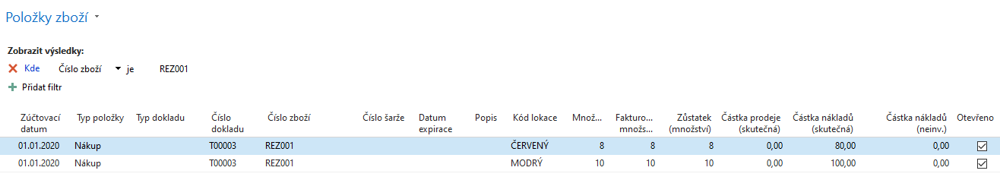 Položky zboží
Zobrazit výsledky:
Kde Číslo zboží je REZ001
Přidat filtr
Zúčtovací datum Typ položky Typ dokladu Číslo dokladu Číslo zboží Číslo šarže Datum expirace Popis Kód lokace Množ... Fakturo... množs... Zůstatek (množství) Částka prodeje (skutečná) Částka nákladů (skutečná) Částka nákladů (neinv.) Otevřeno
01.01.2020 Nákup T00003 REZ001 ČERVENÝ 8 8 8 0,00 80,00 0,00
01.01.2020 Nákup T00003 REZ001 MODRÝ 10 10 10 0,00 100,00 0,00